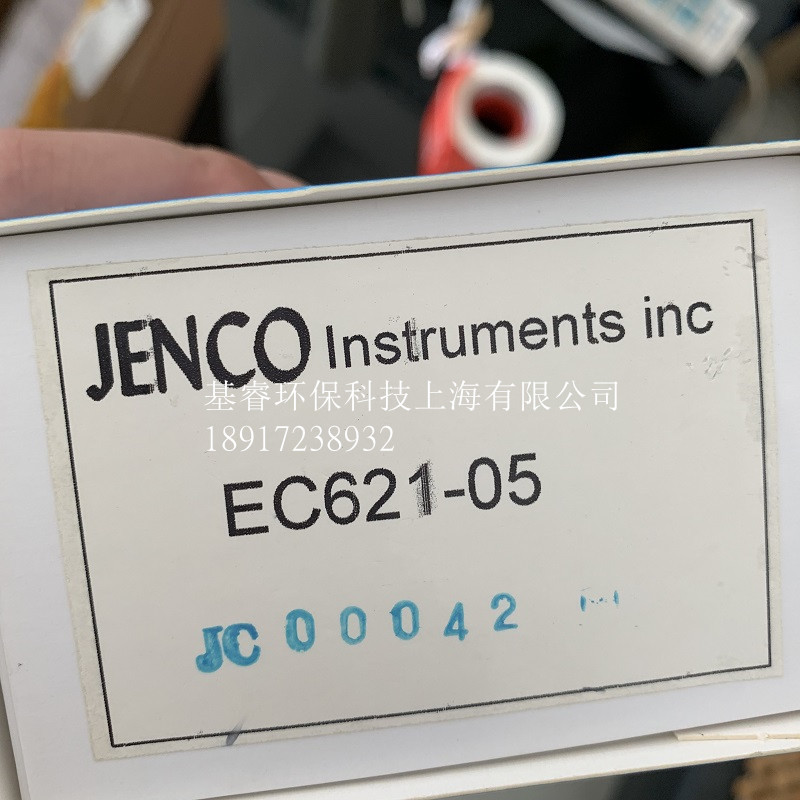 JENCO Instruments inc
基睿环保科技上海有限公司
18917238932
EC621-05
JC 00042